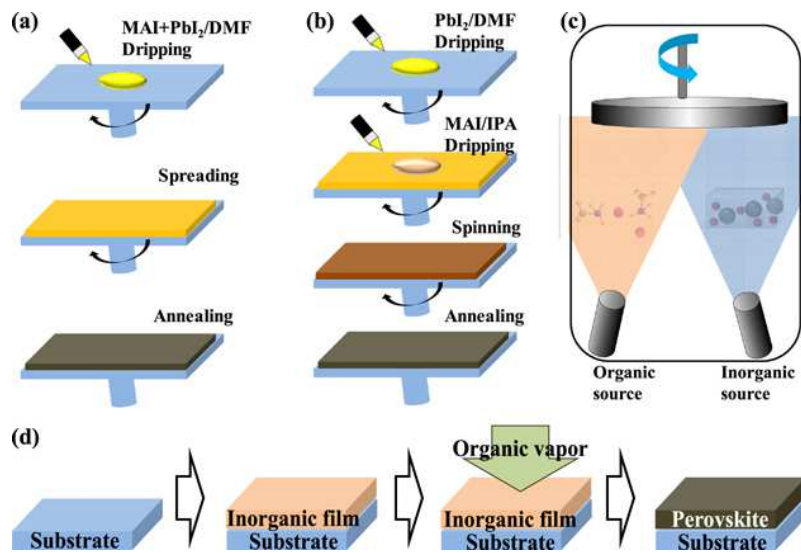 (a)
MAI+PbI₂/DMF
Dripping
Spreading
Annealing
(b)
PbI₂/DMF
Dripping
MAI/IPA
Dripping
Spinning
Annealing
(c)
Organic
source
Inorganic
source
(d)
Substrate
Inorganic film
Substrate
Organic vapor
Inorganic film
Substrate
Perovskite
Substrate